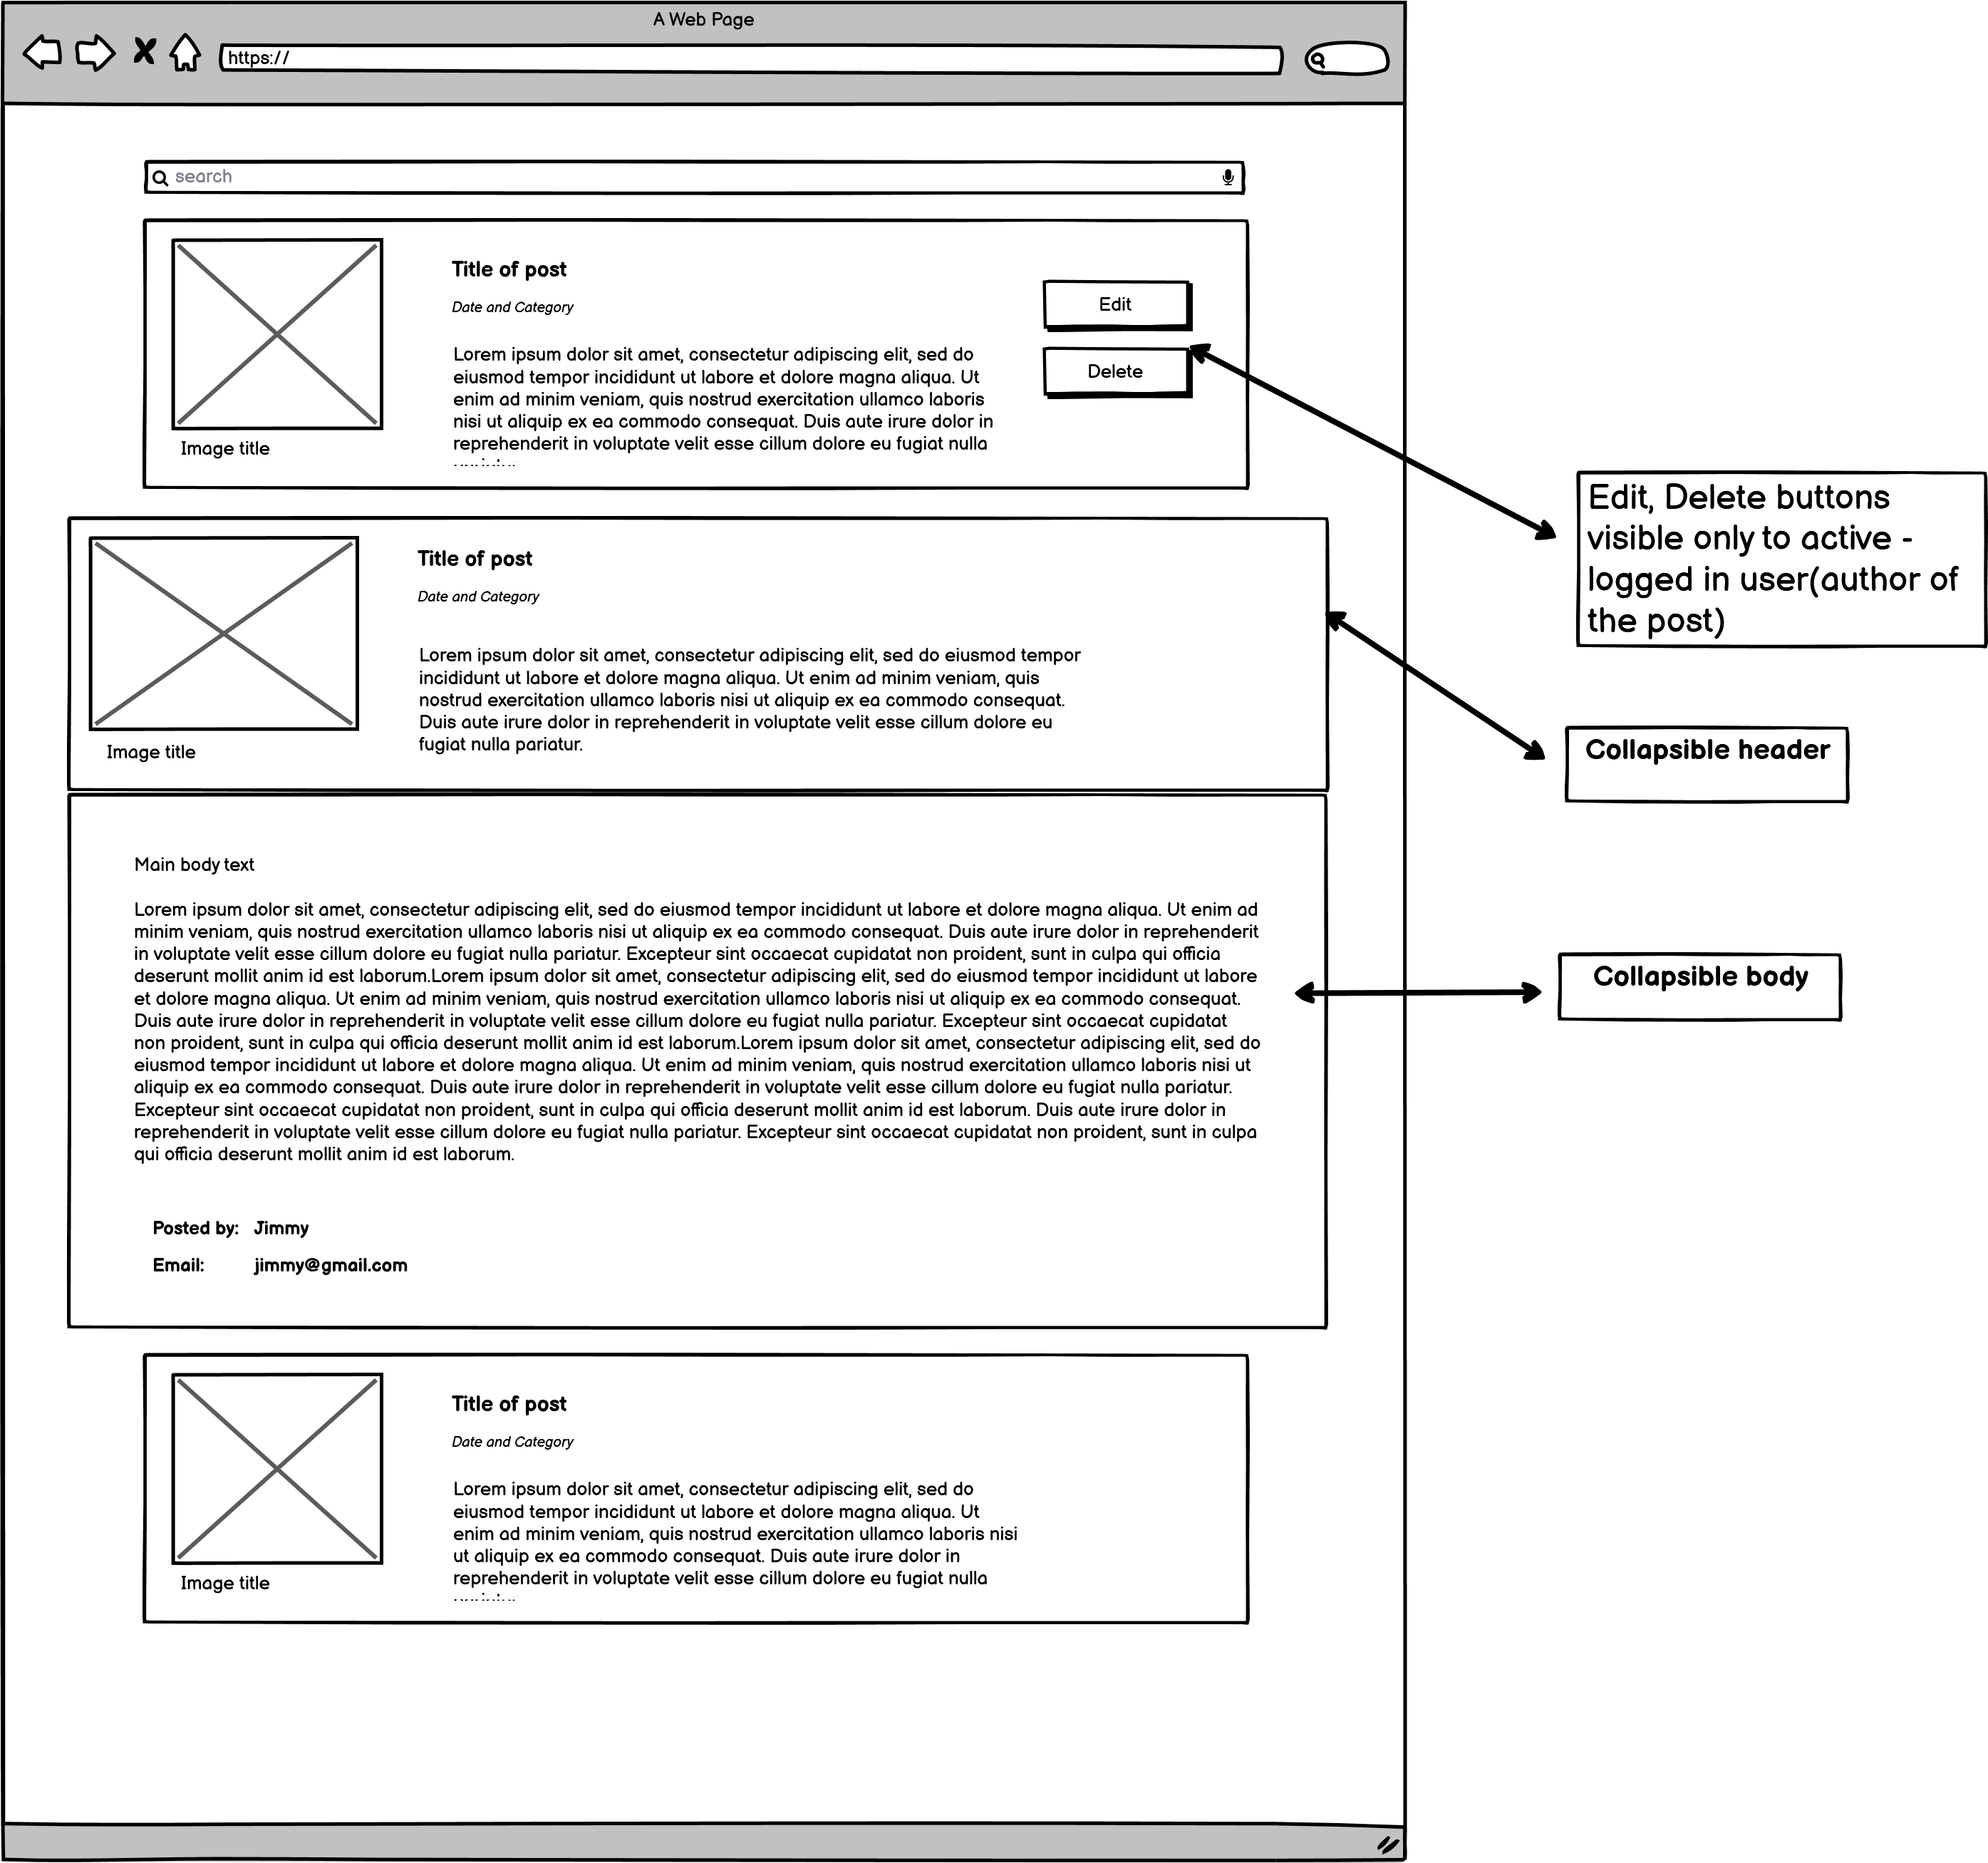 A Web Page
https://
search
Title of post
Date and Category
Edit
Delete
Lorem ipsum dolor sit amet, consectetur adipiscing elit, sed do
eiusmod tempor incididunt ut labore et dolore magna aliqua. Ut
enim ad minim veniam, quis nostrud exercitation ullamco laboris
nisi ut aliquip ex ea commodo consequat. Duis aute irure dolor in
reprehenderit in voluptate velit esse cillum dolore eu fugiat nulla
Image title
Edit, Delete buttons
visible only to active -
logged in user(author of
the post)
Title of post
Date and Category
Lorem ipsum dolor sit amet, consectetur adipiscing elit, sed do eiusmod tempor
incididunt ut labore et dolore magna aliqua. Ut enim ad minim veniam, quis
nostrud exercitation ullamco laboris nisi ut aliquip ex ea commodo consequat.
Duis aute irure dolor in reprehenderit in voluptate velit esse cillum dolore eu
fugiat nulla pariatur.
Image title
Collapsible header
Main body text
Lorem ipsum dolor sit amet, consectetur adipiscing elit, sed do eiusmod tempor incididunt ut labore et dolore magna aliqua. Ut enim ad
minim veniam, quis nostrud exercitation ullamco laboris nisi ut aliquip ex ea commodo consequat. Duis aute irure dolor in reprehenderit
in voluptate velit esse cillum dolore eu fugiat nulla pariatur. Excepteur sint occaecat cupidatat non proident, sunt in culpa qui officia
deserunt mollit anim id est laborum.Lorem ipsum dolor sit amet, consectetur adipiscing elit, sed do eiusmod tempor incididunt ut labore
et dolore magna aliqua. Ut enim ad minim veniam, quis nostrud exercitation ullamco laboris nisi ut aliquip ex ea commodo consequat.
Duis aute irure dolor in reprehenderit in voluptate velit esse cillum dolore eu fugiat nulla pariatur. Excepteur sint occaecat cupidatat
non proident, sunt in culpa qui officia deserunt mollit anim id est laborum.Lorem ipsum dolor sit amet, consectetur adipiscing elit, sed do
eiusmod tempor incididunt ut labore et dolore magna aliqua. Ut enim ad minim veniam, quis nostrud exercitation ullamco laboris nisi ut
aliquip ex ea commodo consequat. Duis aute irure dolor in reprehenderit in voluptate velit esse cillum dolore eu fugiat nulla pariatur.
Excepteur sint occaecat cupidatat non proident, sunt in culpa qui officia deserunt mollit anim id est laborum. Duis aute irure dolor in
reprehenderit in voluptate velit esse cillum dolore eu fugiat nulla pariatur. Excepteur sint occaecat cupidatat non proident, sunt in culpa
qui officia deserunt mollit anim id est laborum.
Collapsible body
Posted by: Jimmy
Email: jimmy@gmail.com
Title of post
Date and Category
Lorem ipsum dolor sit amet, consectetur adipiscing elit, sed do
eiusmod tempor incididunt ut labore et dolore magna aliqua. Ut
enim ad minim veniam, quis nostrud exercitation ullamco laboris nisi
ut aliquip ex ea commodo consequat. Duis aute irure dolor in
reprehenderit in voluptate velit esse cillum dolore eu fugiat nulla
Image title